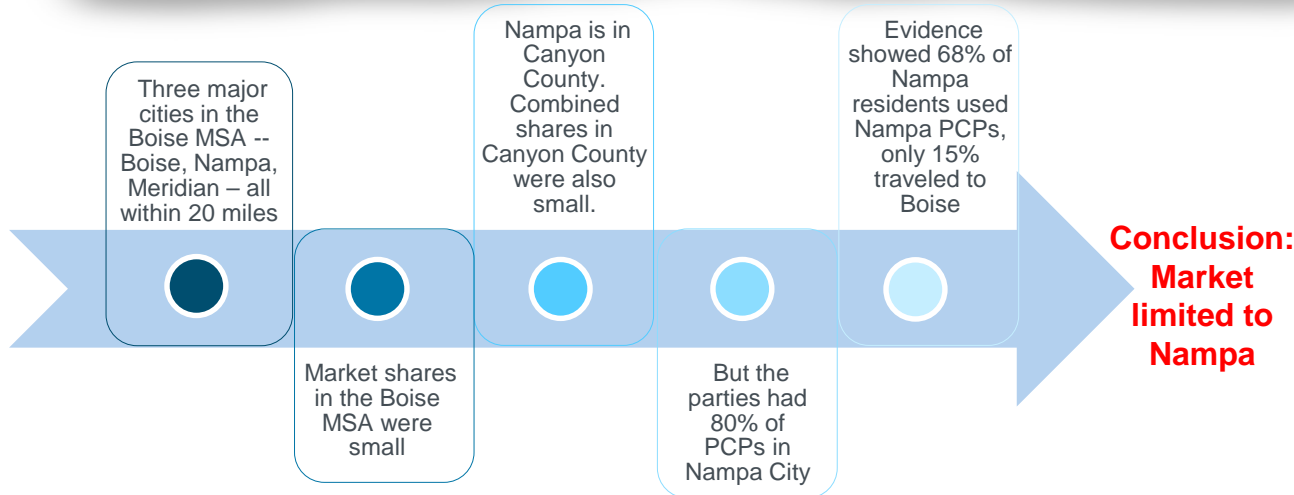 Three major
cities in the
Boise MSA --
Boise, Nampa,
Meridian – all
within 20 miles
Market shares
in the Boise
MSA were
small
Nampa is in
Canyon
County.
Combined
shares in
Canyon County
were also
small.
But the
parties had
80% of
PCPs in
Nampa City
Evidence
showed 68% of
Nampa
residents used
Nampa PCPs,
only 15%
traveled to
Boise
Conclusion:
Market
limited to
Nampa